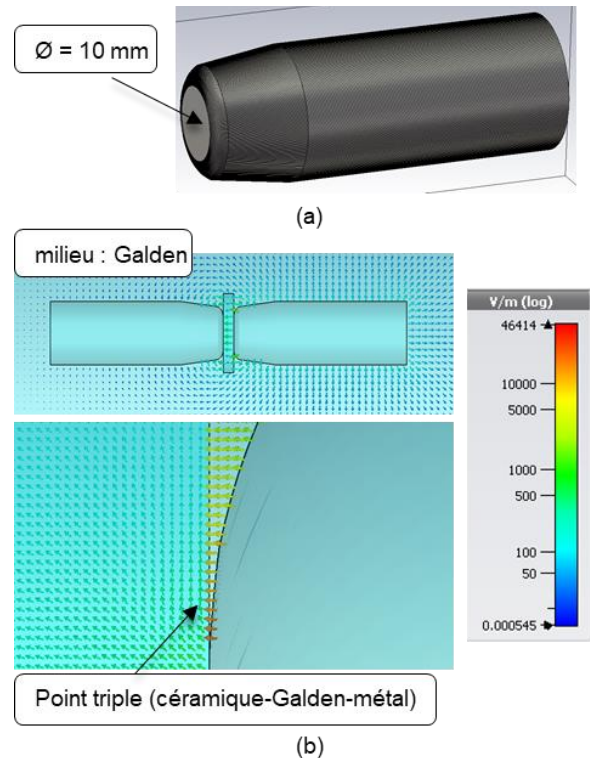 Ø = 10 mm
(a)
milieu : Galden
V/m (log)
46414
10000
5000
1000
500
100
50
0.000545
Point triple (céramique-Galden-métal)
(b)